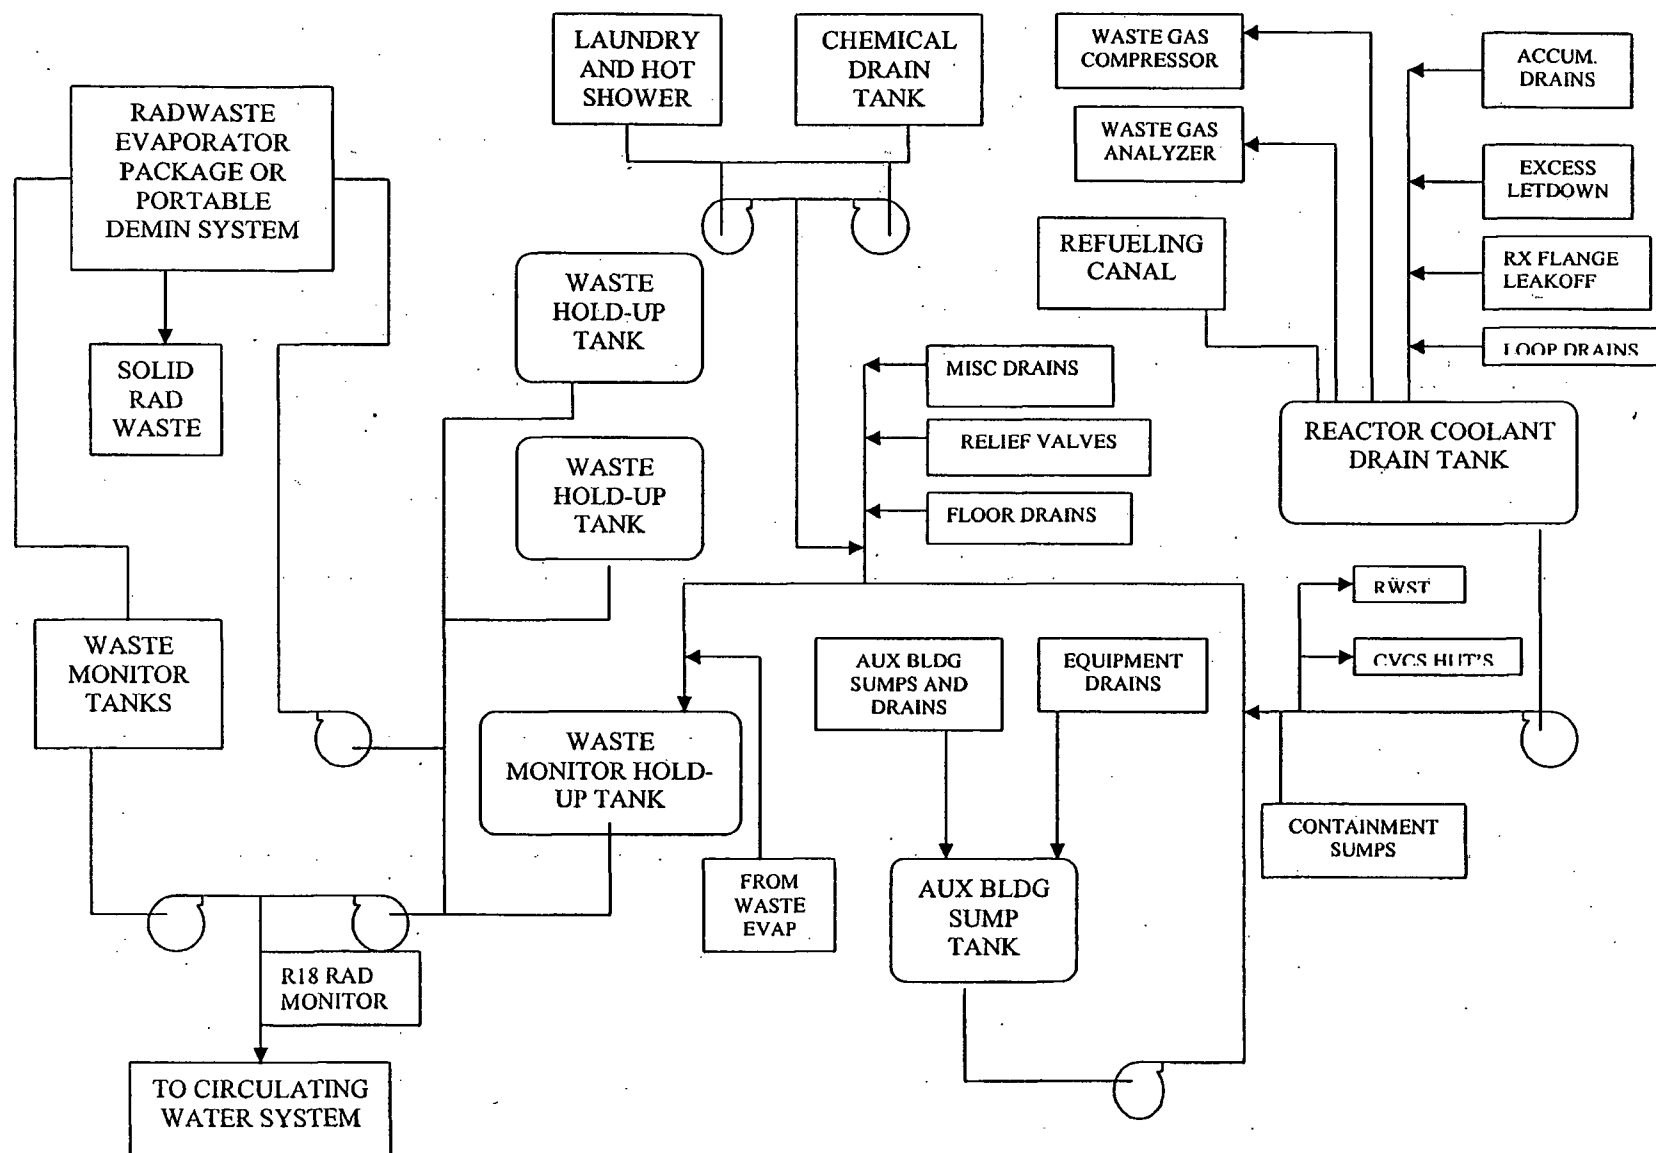 LAUNDRY
AND HOT
SHOWER
CHEMICAL
DRAIN
TANK
WASTE GAS
COMPRESSOR
ACCUM.
DRAINS
RADWASTE
EVAPORATOR
PACKAGE OR
PORTABLE
DEMIN SYSTEM
WASTE GAS
ANALYZER
EXCESS
LETDOWN
REFUELING
CANAL
RX FLANGE
LEAKOFF
WASTE
HOLD-UP
TANK
LOOP DRAINS
SOLID
RAD
WASTE
MISC DRAINS
RELIEF VALVES
FLOOR DRAINS
REACTOR COOLANT
DRAIN TANK
WASTE
HOLD-UP
TANK
RWST
CVCS HUT'S
WASTE
MONITOR
TANKS
AUX BLDG
SUMPS AND
DRAINS
EQUIPMENT
DRAINS
WASTE
MONITOR HOLD-
UP TANK
CONTAINMENT
SUMPS
FROM
WASTE
EVAP
AUX BLDG
SUMP
TANK
R18 RAD
MONITOR
TO CIRCULATING
WATER SYSTEM